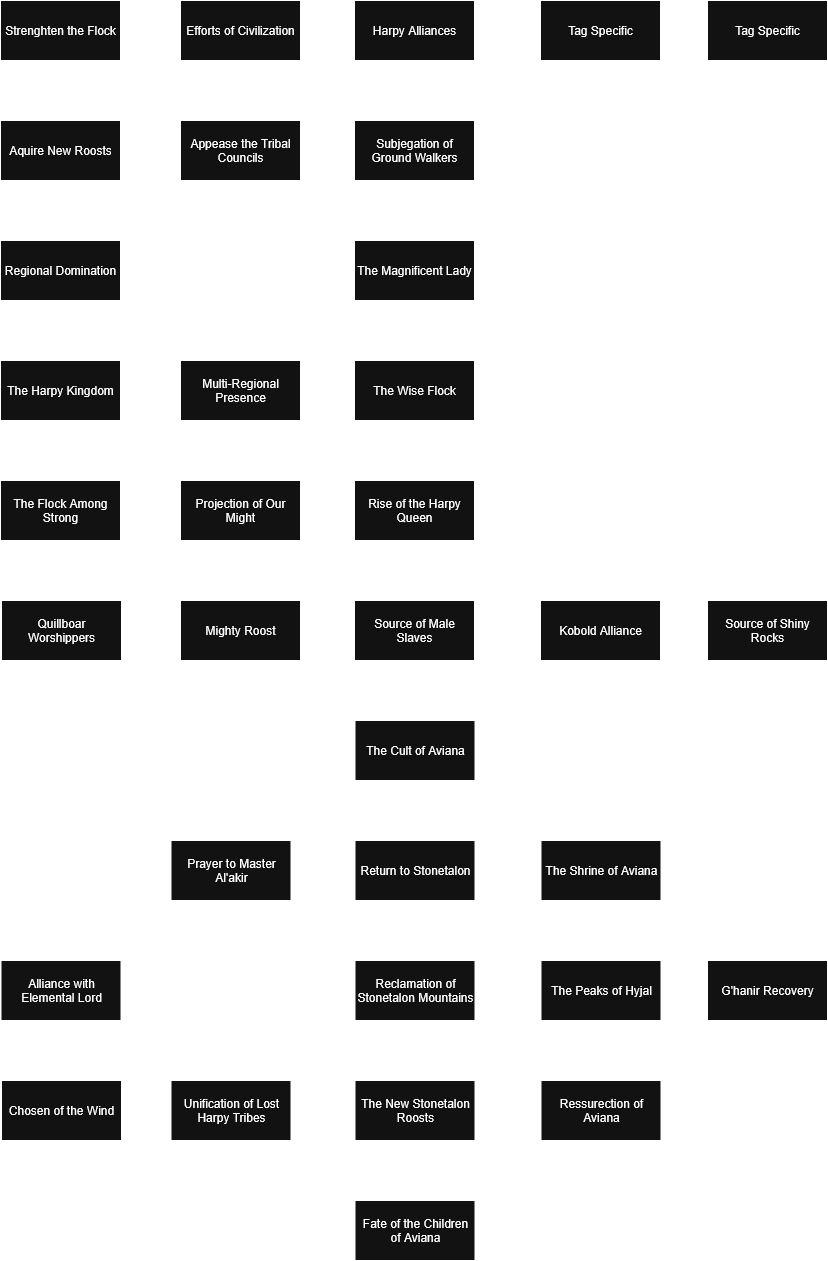 Strenghten the Flock
Efforts of Civilization
Harpy Alliances
Tag Specific
Tag Specific
Aquire New Roosts
Appease the Tribal
Councils
Subjegation of
Ground Walkers
Regional Domination
The Magnificent Lady
The Harpy Kingdom
Multi-Regional
Presence
The Wise Flock
The Flock Among
Strong
Projection of Our
Might
Rise of the Harpy
Queen
Quillboar
Worshippers
Mighty Roost
Source of Male
Slaves
Kobold Alliance
Source of Shiny
Rocks
The Cult of Aviana
Prayer to Master
Al'akir
Return to Stonetalon
The Shrine of Aviana
Alliance with
Elemental Lord
Reclamation of
Stonetalon Mountains
The Peaks of Hyjal
G'hanir Recovery
Chosen of the Wind
Unification of Lost
Harpy Tribes
The New Stonetalon
Roosts
Ressurection of
Aviana
Fate of the Children
of Aviana